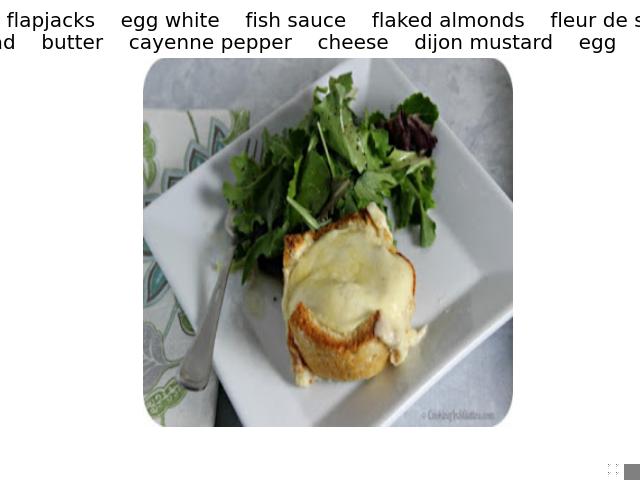 flapjacks egg white fish sauce flaked almonds fleur de s
d butter cayenne pepper cheese dijon mustard egg